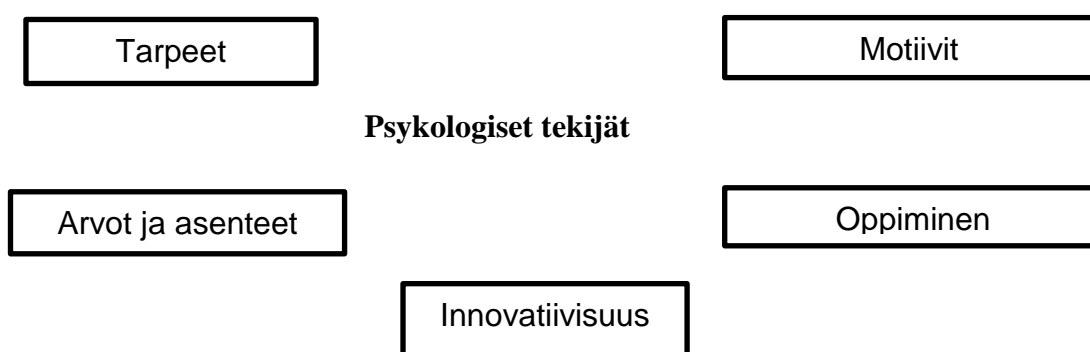 Tarpeet
Motiivit
Psykologiset tekijät
Arvot ja asenteet
Oppiminen
Innovatiivisuus